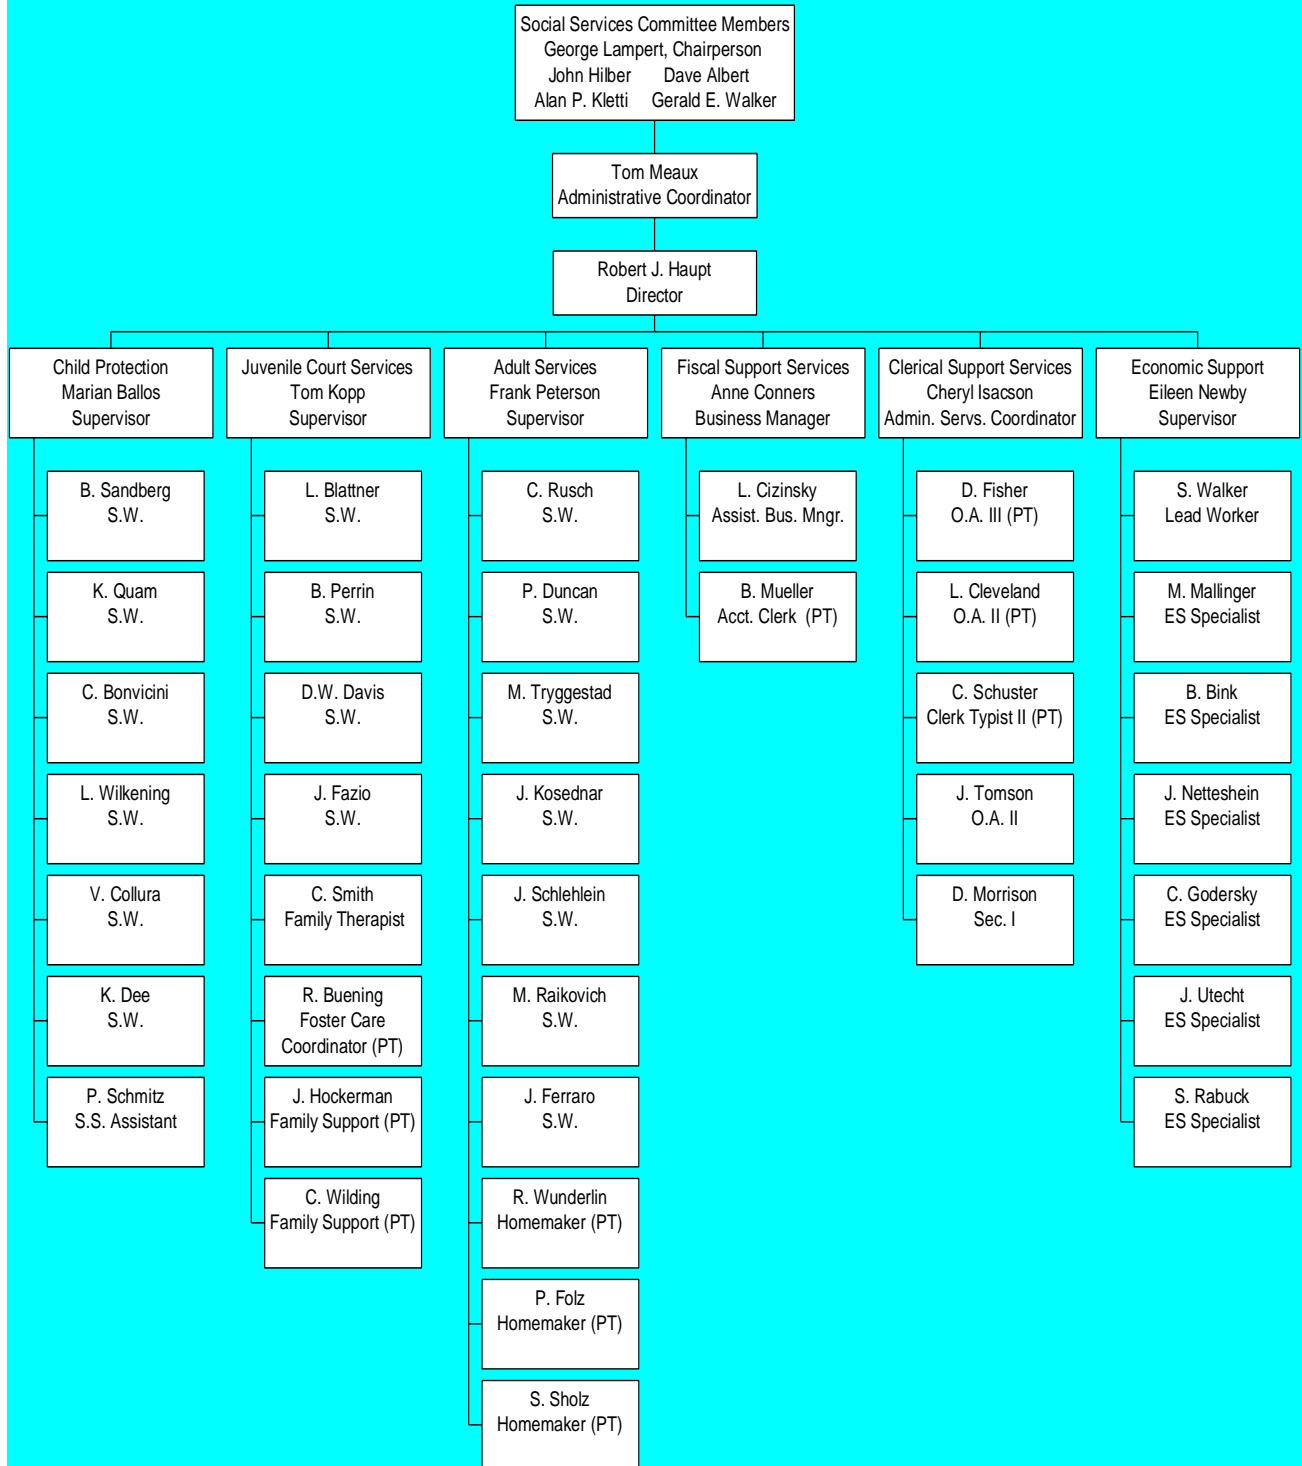 Social Services Committee Members
George Lampert, Chairperson
John Hilber Dave Albert
Alan P. Kletti Gerald E. Walker
Tom Meaux
Administrative Coordinator
Robert J. Haupt
Director
Child Protection
Marian Ballos
Supervisor
B. Sandberg
S.W.
K. Quam
S.W.
C. Bonvicini
S.W.
L. Wilkening
S.W.
V. Collura
S.W.
K. Dee
S.W.
P. Schmitz
S.S. Assistant
Juvenile Court Services
Tom Kopp
Supervisor
L. Blattner
S.W.
B. Perrin
S.W.
D.W. Davis
S.W.
J. Fazio
S.W.
C. Smith
Family Therapist
R. Buening
Foster Care
Coordinator (PT)
J. Hockerman
Family Support (PT)
C. Wilding
Family Support (PT)
Adult Services
Frank Peterson
Supervisor
C. Rusch
S.W.
P. Duncan
S.W.
M. Tryggestad
S.W.
J. Kosednar
S.W.
J. Schlehlein
S.W.
M. Raikovich
S.W.
J. Ferraro
S.W.
R. Wunderlin
Homemaker (PT)
P. Folz
Homemaker (PT)
S. Sholz
Homemaker (PT)
Fiscal Support Services
Anne Conners
Business Manager
L. Cizinsky
Assist. Bus. Mngr.
B. Mueller
Acct. Clerk (PT)
Clerical Support Services
Cheryl Isacson
Admin. Servs. Coordinator
D. Fisher
O.A. III (PT)
L. Cleveland
O.A. II (PT)
C. Schuster
Clerk Typist II (PT)
J. Tomson
O.A. II
D. Morrison
Sec. I
Economic Support
Eileen Newby
Supervisor
S. Walker
Lead Worker
M. Mallinger
ES Specialist
B. Bink
ES Specialist
J. Netteshein
ES Specialist
C. Godersky
ES Specialist
J. Utecht
ES Specialist
S. Rabuck
ES Specialist